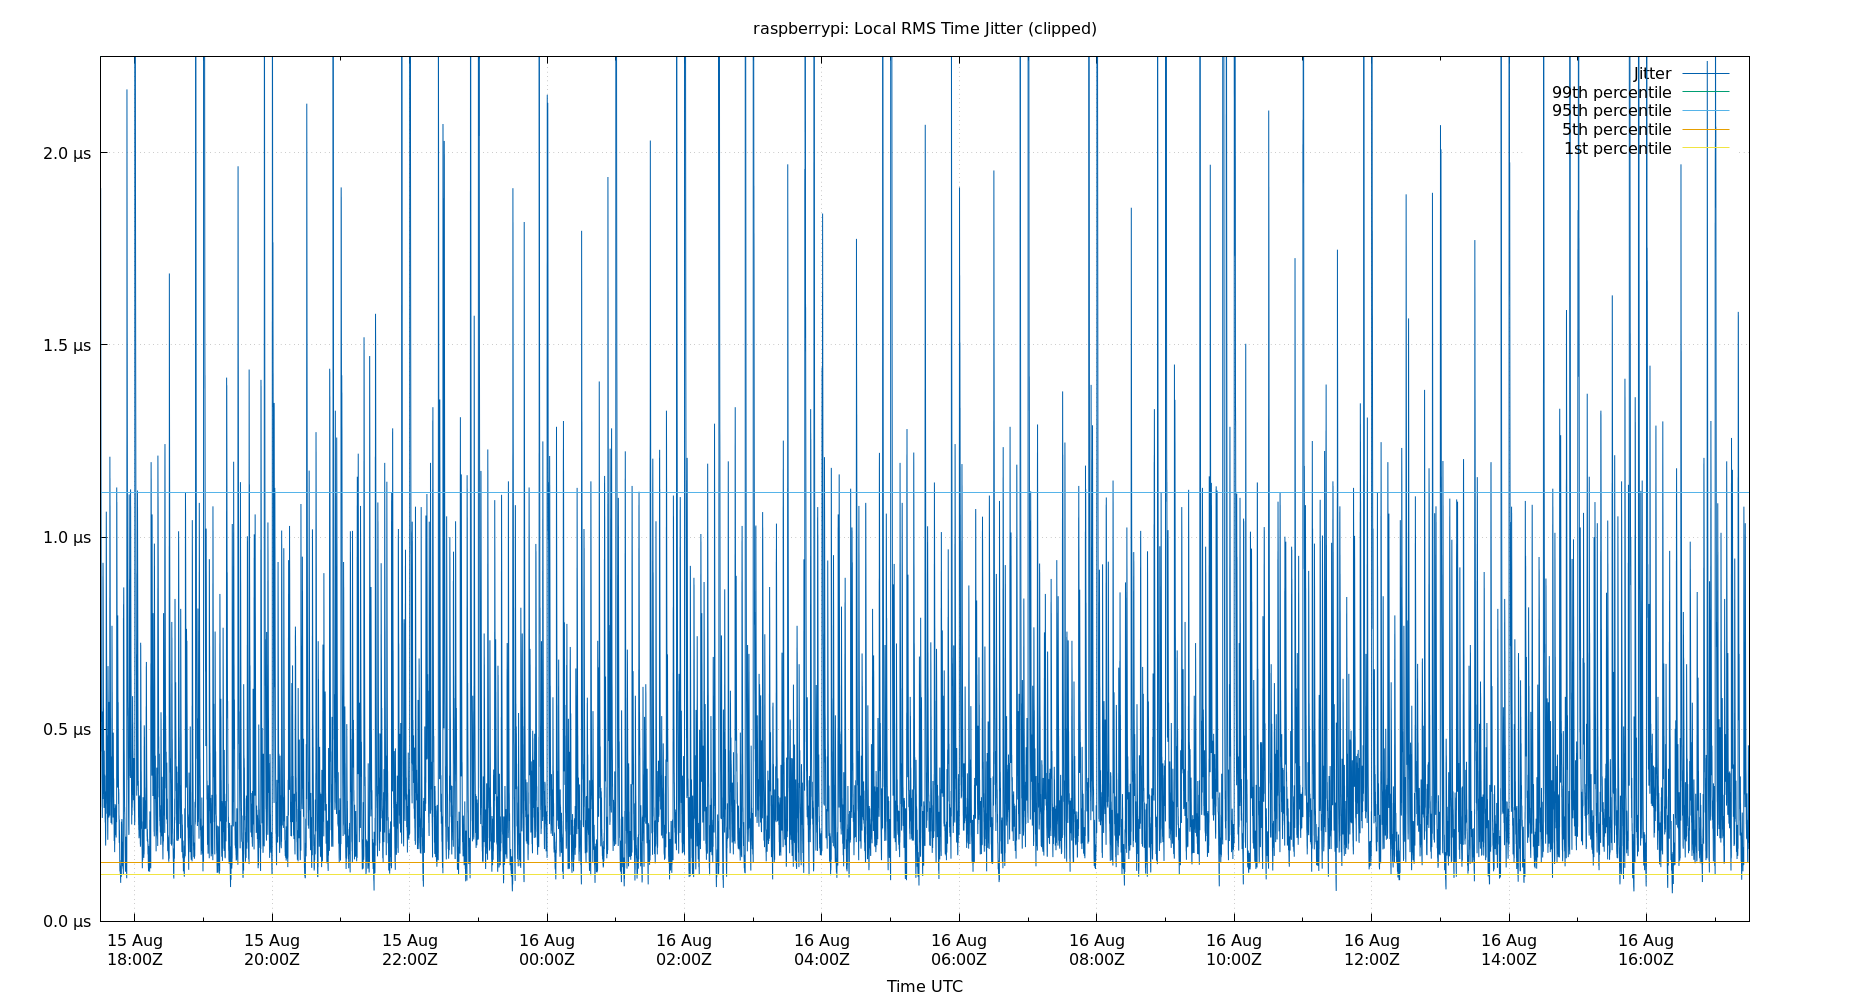 raspberrypi: Local RMS Time Jitter (clipped)
Jitter
99th percentile
95th percentile
5th percentile
1st percentile
2.0 µs
1.5 µs
1.0 µs
0.5 µs
0.0 µs
15 Aug 15 Aug 15 Aug 16 Aug 16 Aug 16 Aug 16 Aug 16 Aug 16 Aug 16 Aug 16 Aug 16 Aug
18:00Z 20:00Z 22:00Z 00:00Z 02:00Z 04:00Z 06:00Z 08:00Z 10:00Z 12:00Z 14:00Z 16:00Z
Time UTC